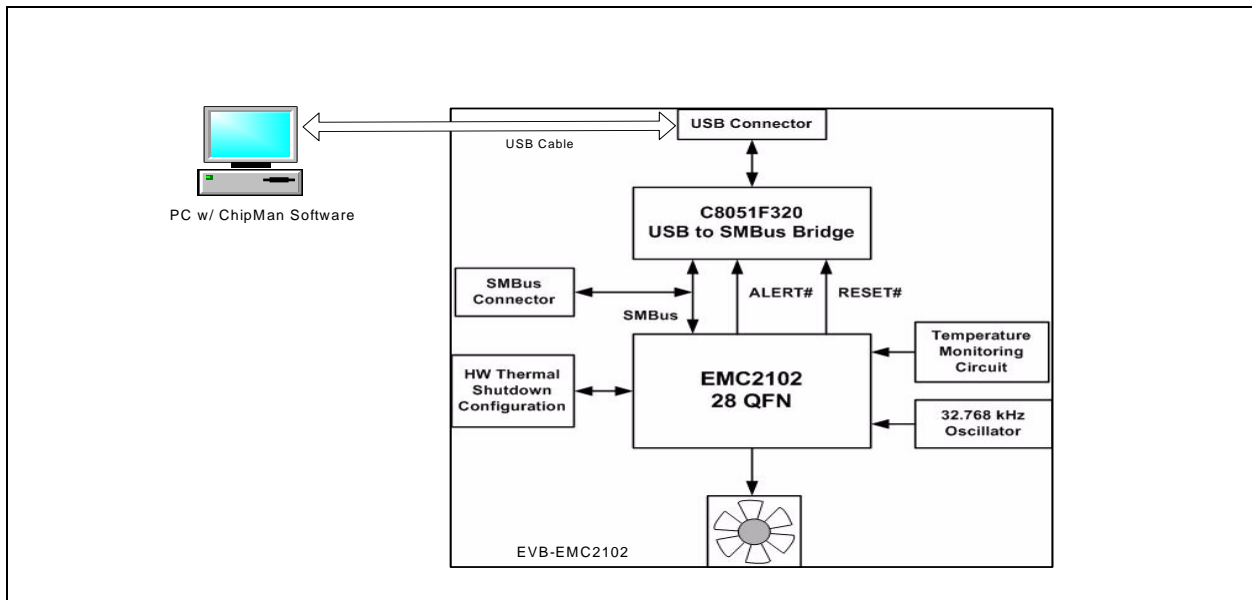 USB Connector
USB Cable
PC w/ ChipMan Software
C8051F320
USB to SMBus Bridge
SMBus
Connector
ALERT#
RESET#
SMBus
HW Thermal
Shutdown
Configuration
EMC2102
28 QFN
Temperature
Monitoring
Circuit
32.768 kHz
Oscillator
EVB-EMC2102